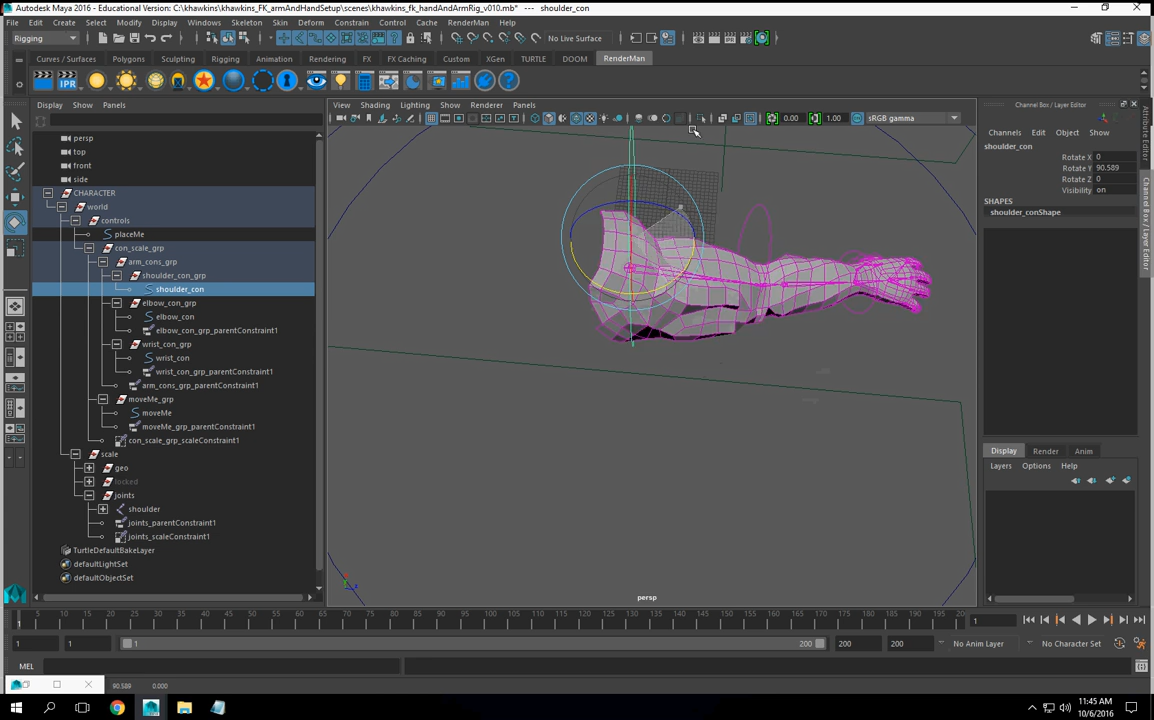 Autodesk Maya 2016 - Educational Version: C:\khawkins_FK_armAndHandSetup\scenes\khawkins_fk_handAndArmRig_v010.mb* --- shoulder_con
File Edit Create Select Modify Display Windows Skeleton Skin Deform Constrain Control Cache RenderMan Help
Rigging No Live Surface
Curves / Surfaces Polygons Sculpting Rigging Animation Rendering FX FX Caching Custom XGen TURTLE DOOM RenderMan
IPR
Display Show Panels
View Shading Lighting Show Renderer Panels
0.00 1.00 sRGB gamma
persp
top
front
side
CHARACTER
world
controls
placeMe
con_scale_grp
arm_cons_grp
shoulder_con_grp
shoulder_con
elbow_con_grp
elbow_con
elbow_con_grp_parentConstraint1
wrist_con_grp
wrist_con
wrist_con_grp_parentConstraint1
arm_cons_grp_parentConstraint1
moveMe_grp
moveMe
moveMe_grp_parentConstraint1
con_scale_grp_scaleConstraint1
scale
geo
locked
joints
shoulder
joints_parentConstraint1
joints_scaleConstraint1
TurtleDefaultBakeLayer
defaultLightSet
defaultObjectSet
persp
Channel Box / Layer Editor
Channels Edit Object Show
shoulder_con
Rotate X 0
Rotate Y 90.589
Rotate Z 0
Visibility on
SHAPES
shoulder_conShape
Display Render Anim
Layers Options Help
Attribute Editor
Channel Box / Layer Editor
5 10 15 20 25 30 35 40 45 50 55 60 65 70 75 80 85 90 95 100 105 110 115 120 125 130 135 140 145 150 155 160 165 170 175 180 185 190 195 20
1
1
1 1 1 200 200 200 No Anim Layer No Character Set
MEL
90.589 0.000
11:45 AM
10/6/2016